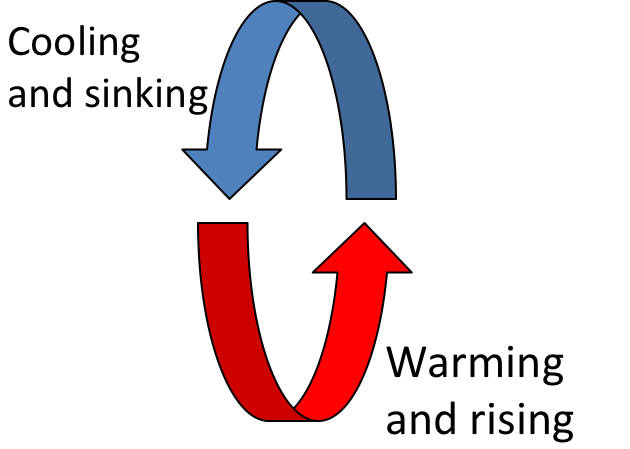 Cooling
and sinking
Warming
and rising